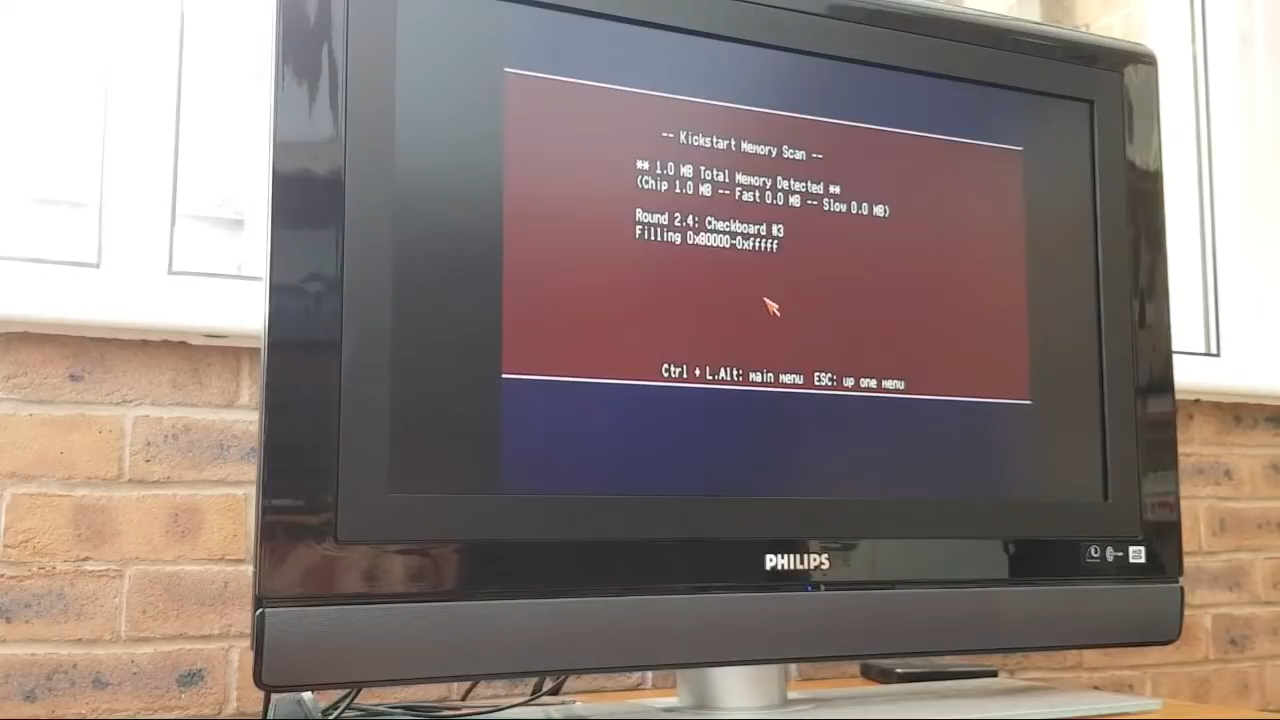 -- Kickstart Memory Scan --
** 1.0 MB Total Memory Detected **
(Chip 1.0 MB -- Fast 0.0 MB -- Slow 0.0 MB)
Round 2.4: Checkboard #3
Filling 0x80000-0xfffff
Ctrl + L.Alt: main menu  ESC: up one menu
PHILIPS